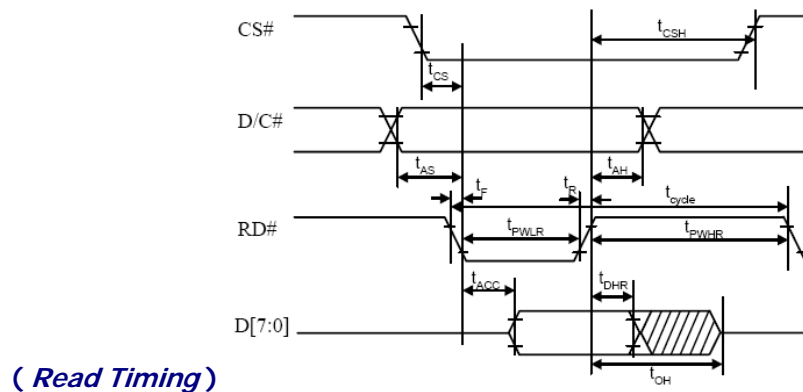 CS#
tCSH
tCS
D/C#
tAS
tAH
tF
tR
tcycle
RD#
tPWLR
tPWHR
tACC
tDHR
D[7:0]
tOH
( Read Timing )